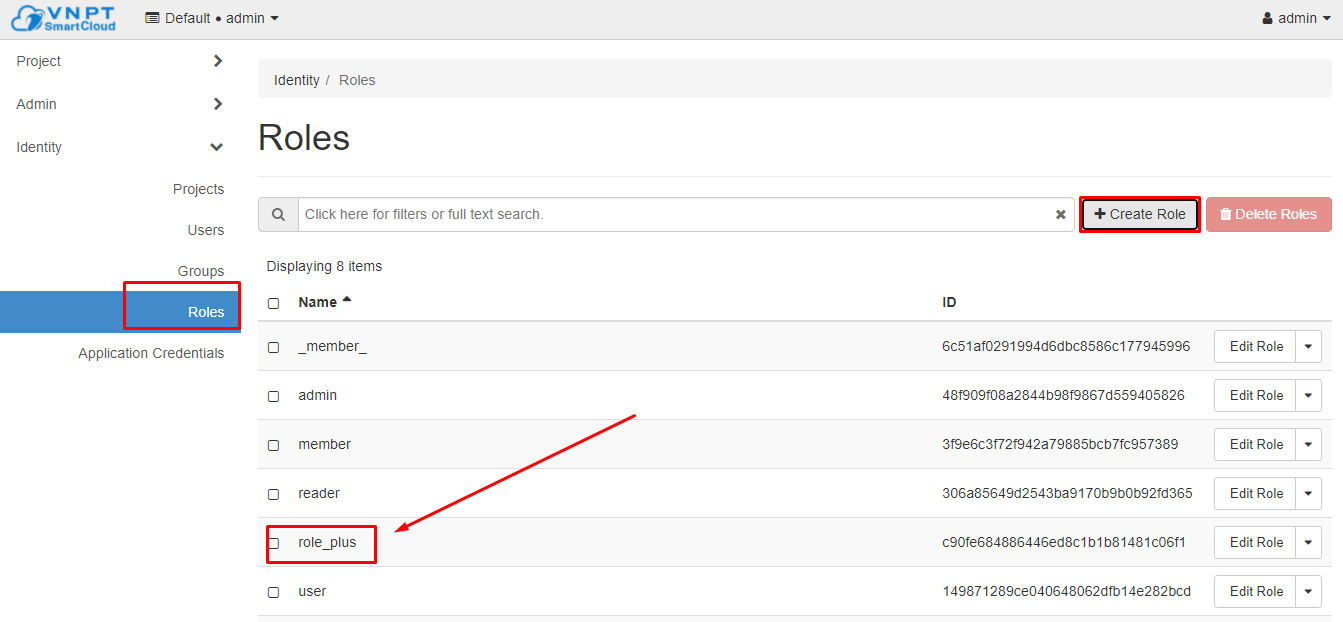 VNPT SmartCloud
Default • admin
admin
Project
Admin
Identity
Projects
Users
Groups
Roles
Application Credentials
Identity / Roles
Roles
Click here for filters or full text search.
Create Role
Delete Roles
Displaying 8 items
Name ID
_member_ 6c51af0291994d6dbc8586c177945996 Edit Role
admin 48f909f08a2844b98f9867d559405826 Edit Role
member 3f9e6c3f72f942a79885bcb7fc957389 Edit Role
reader 306a85649d2543ba9170b9b0b92fd365 Edit Role
role_plus c90fe684886446ed8c1b1b81481c06f1 Edit Role
user 149871289ce040648062dfb14e282bcd Edit Role